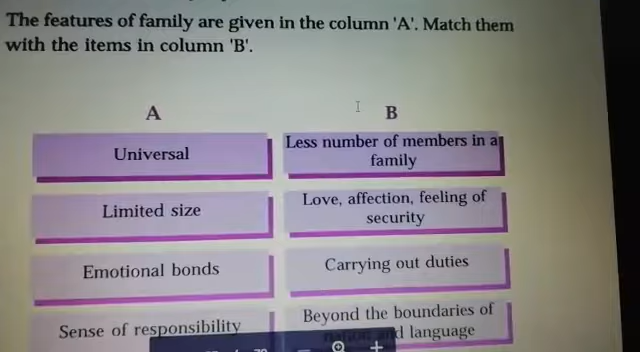 The features of family are given in the column 'A'. Match them
with the items in column 'B'.
A
B
Universal
Less number of members in a
family
Limited size
Love, affection, feeling of
security
Emotional bonds
Carrying out duties
Sense of responsibility
Beyond the boundaries of
and language